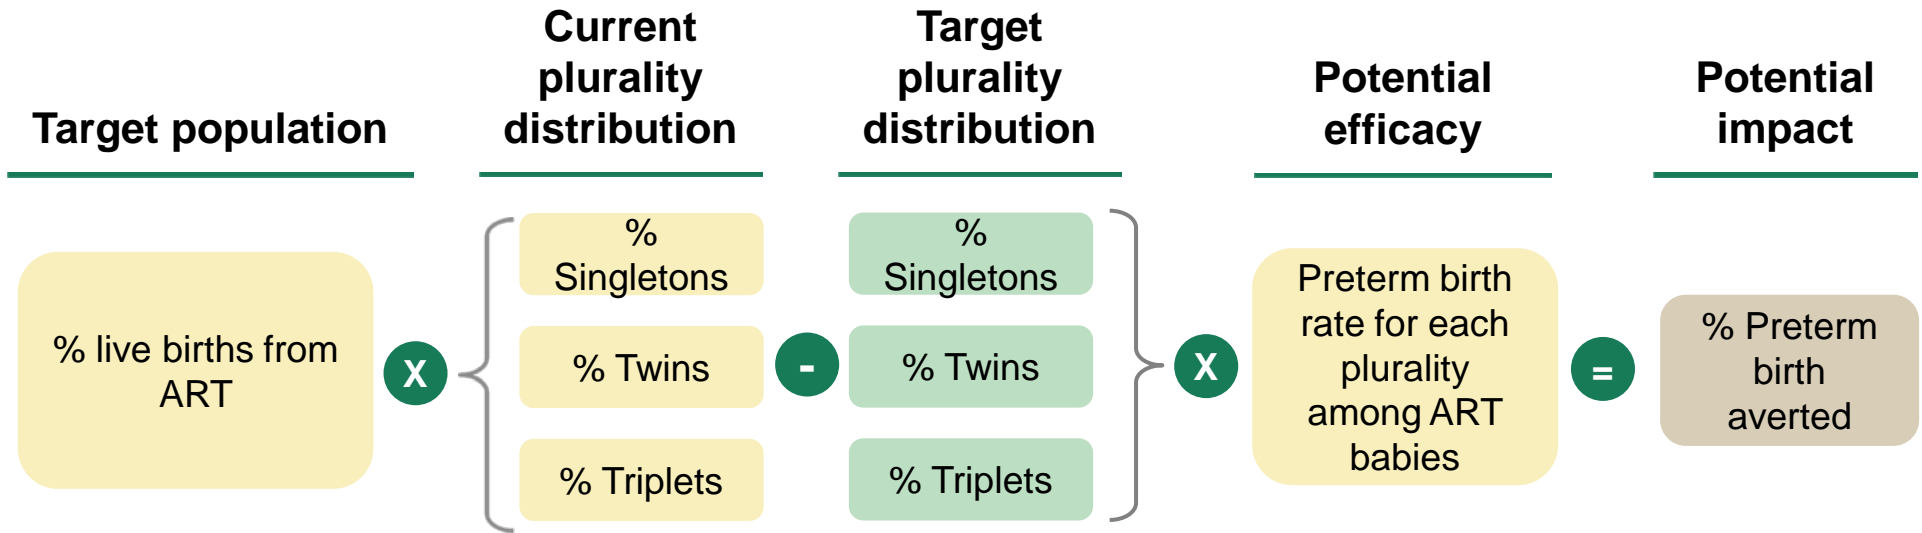 Target population
Current
plurality
distribution
Target
plurality
distribution
Potential
efficacy
Potential
impact
% live births from
ART
X
%
Singletons
% Twins
% Triplets
-
%
Singletons
% Twins
% Triplets
X
Preterm birth
rate for each
plurality
among ART
babies
=
% Preterm
birth
averted